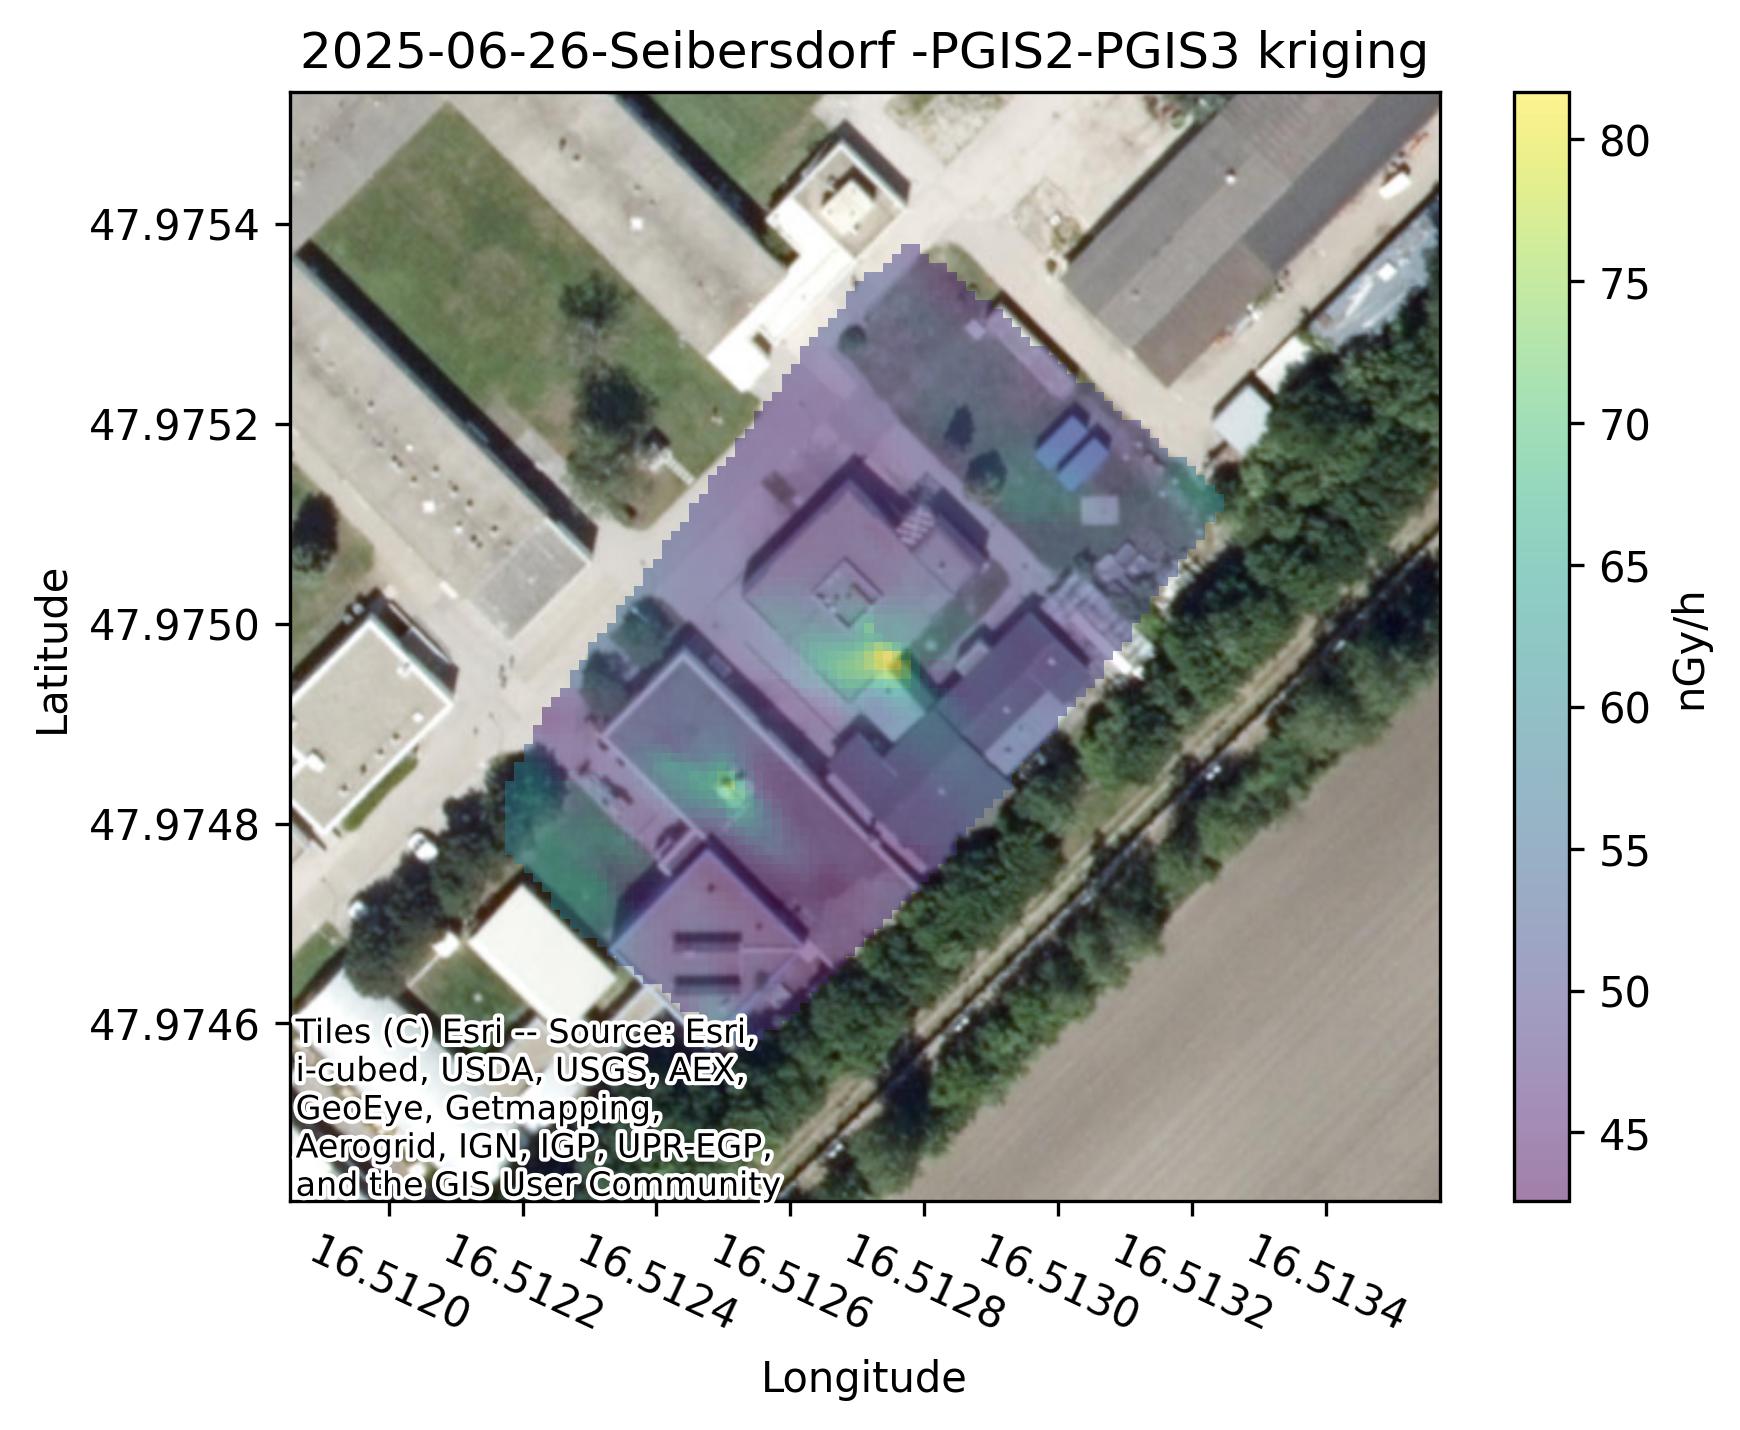 2025-06-26-Seibersdorf -PGIS2-PGIS3 kriging
47.9754
47.9752
47.9750
47.9748
47.9746
Latitude
Tiles (C) Esri -- Source: Esri,
i-cubed, USDA, USGS, AEX,
GeoEye, Getmapping,
Aerogrid, IGN, IGP, UPR-EGP,
and the GIS User Community
16.5120
16.5122
16.5124
16.5126
16.5128
16.5130
16.5132
16.5134
Longitude
80
75
70
65
60
55
50
45
nGy/h